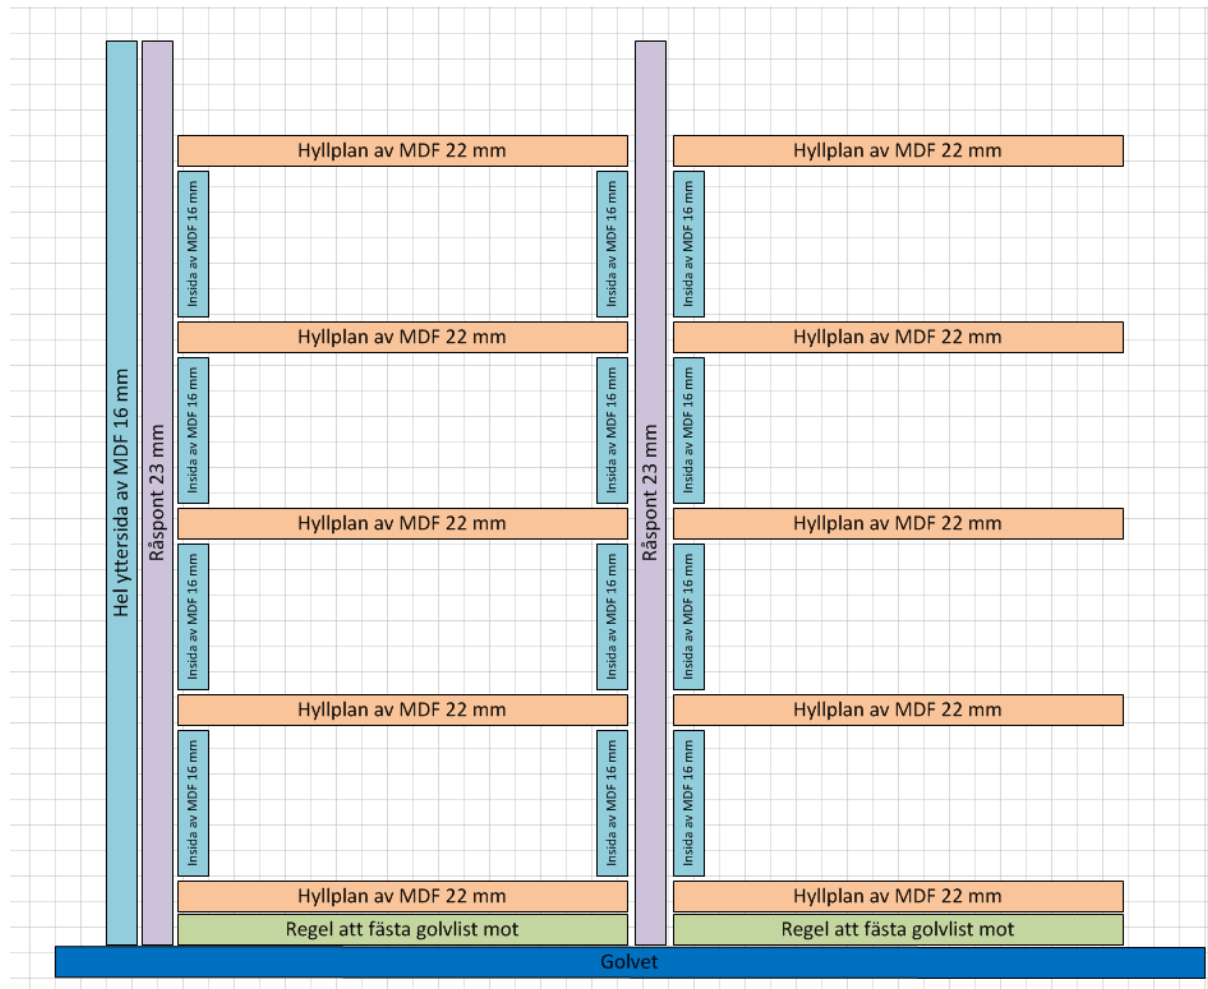 Hel yttersida av MDF 16 mm
Råspont 23 mm
Hyllplan av MDF 22 mm
Hyllplan av MDF 22 mm
Insida av MDF 16 mm
Insida av MDF 16 mm
Insida av MDF 16 mm
Hyllplan av MDF 22 mm
Hyllplan av MDF 22 mm
Insida av MDF 16 mm
Insida av MDF 16 mm
Insida av MDF 16 mm
Råspont 23 mm
Hyllplan av MDF 22 mm
Hyllplan av MDF 22 mm
Insida av MDF 16 mm
Insida av MDF 16 mm
Insida av MDF 16 mm
Hyllplan av MDF 22 mm
Hyllplan av MDF 22 mm
Insida av MDF 16 mm
Insida av MDF 16 mm
Insida av MDF 16 mm
Hyllplan av MDF 22 mm
Hyllplan av MDF 22 mm
Regel att fästa golvlist mot
Regel att fästa golvlist mot
Golvet